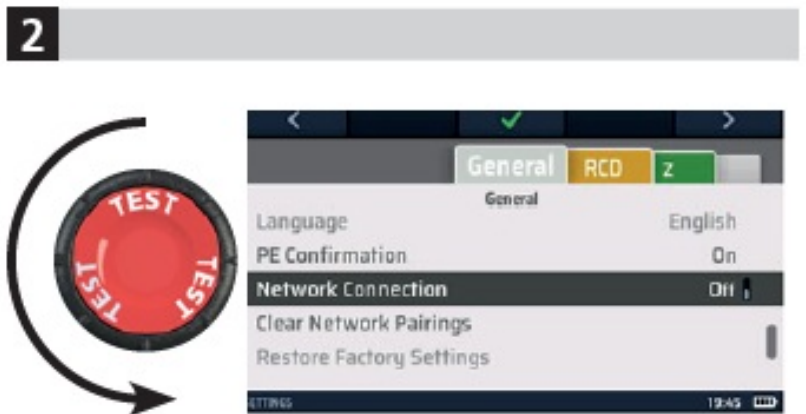 2
TEST
TEST
TEST
< ✓ >
General RCD Z
General
Language English
PE Confirmation On
Network Connection Off
Clear Network Pairings
Restore Factory Settings
ETTINGS 19:45